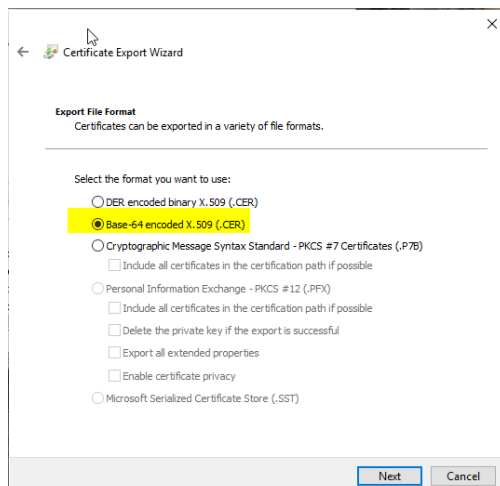 Certificate Export Wizard
Export File Format
Certificates can be exported in a variety of file formats.
Select the format you want to use:
DER encoded binary X.509 (.CER)
Base-64 encoded X.509 (.CER)
Cryptographic Message Syntax Standard - PKCS #7 Certificates (.P7B)
Include all certificates in the certification path if possible
Personal Information Exchange - PKCS #12 (.PFX)
Include all certificates in the certification path if possible
Delete the private key if the export is successful
Export all extended properties
Enable certificate privacy
Microsoft Serialized Certificate Store (.SST)
Next Cancel